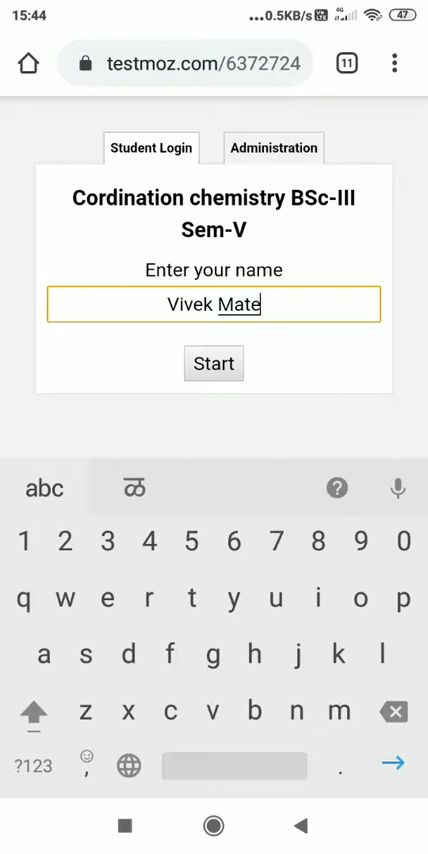 15:44
...0.5KB/s VoLTE 4G 47
testmoz.com/6372724
11
Student Login
Administration
Cordination chemistry BSc-III
Sem-V
Enter your name
Vivek Mate
Start
abc
1 2 3 4 5 6 7 8 9 0
q w e r t y u i o p
a s d f g h j k l
z x c v b n m
?123 , .